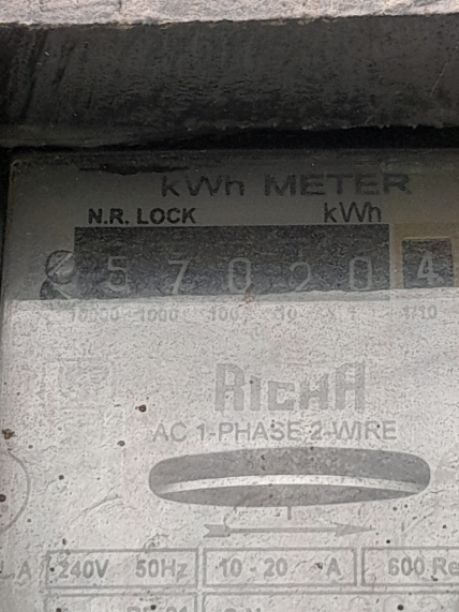 kWh METER
N.R. LOCK kWh
5 7 0 2 0 4
10000 1000 100 10 1 1/10
RICHA
AC 1-PHASE 2-WIRE
240V 50Hz 10-20 A 600 Re